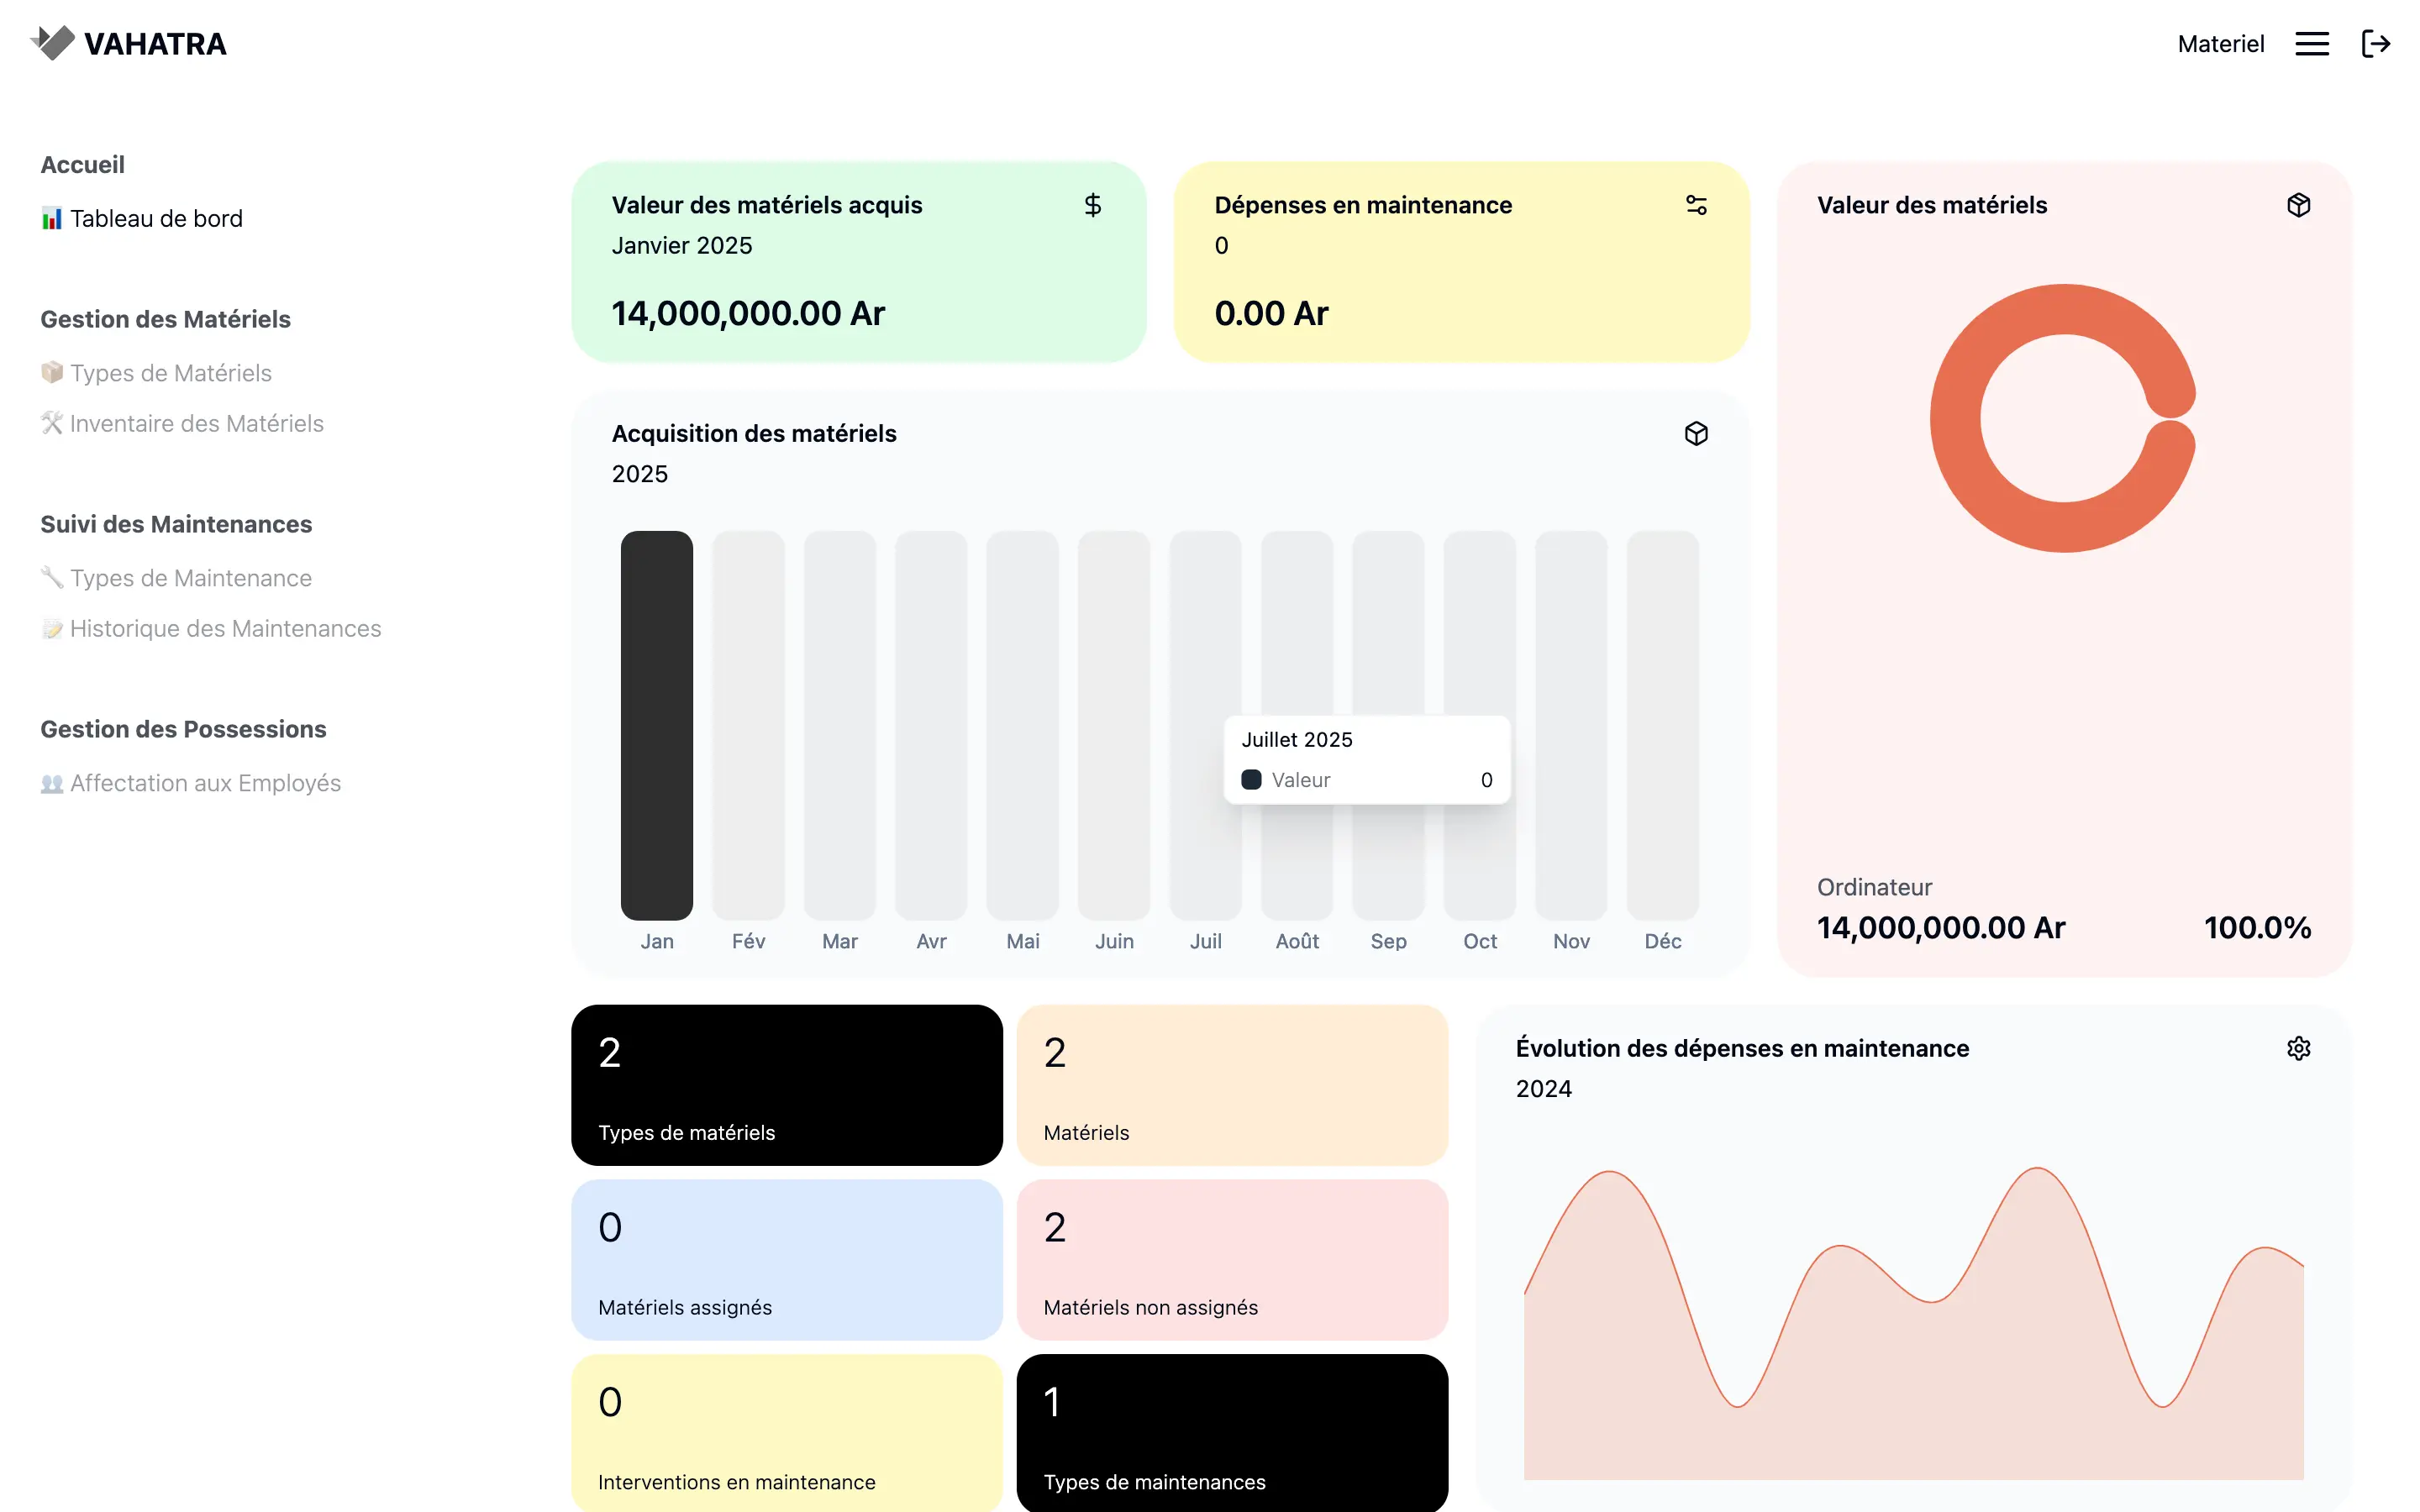 VAHATRA
Materiel
Accueil
Tableau de bord
Gestion des Matériels
Types de Matériels
Inventaire des Matériels
Suivi des Maintenances
Types de Maintenance
Historique des Maintenances
Gestion des Possessions
Affectation aux Employés
Valeur des matériels acquis
Janvier 2025
14,000,000.00 Ar
Dépenses en maintenance
0
0.00 Ar
Valeur des matériels
Ordinateur
14,000,000.00 Ar 100.0%
Acquisition des matériels
2025
Juillet 2025
Valeur 0
Jan Fév Mar Avr Mai Juin Juil Août Sep Oct Nov Déc
2
Types de matériels
2
Matériels
0
Matériels assignés
2
Matériels non assignés
0
Interventions en maintenance
1
Types de maintenances
Évolution des dépenses en maintenance
2024